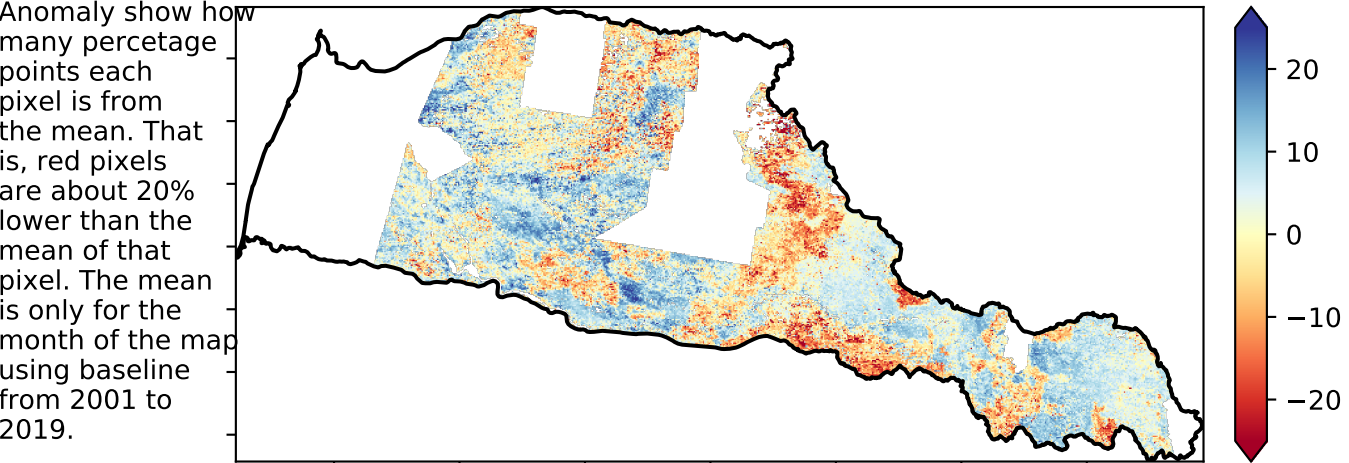 Anomaly show how
many percetage
points each
pixel is from
the mean. That
is, red pixels
are about 20%
lower than the
mean of that
pixel. The mean
is only for the
month of the map
using baseline
from 2001 to
2019.
20
10
0
−10
−20